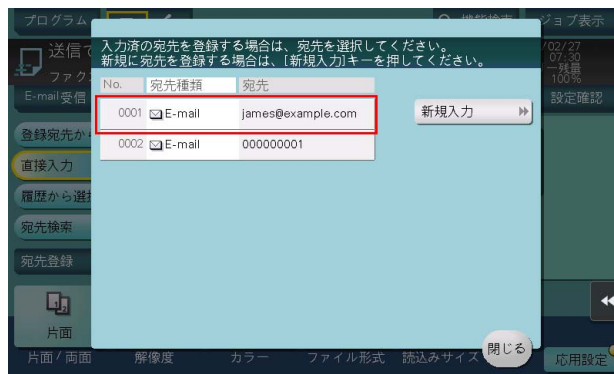 プログラム
ジョブ表示
送信で
02/27
07:30
残量
100%
ファク
E-mail受信
設定確認
入力済の宛先を登録する場合は、宛先を選択してください。
新規に宛先を登録する場合は、[新規入力]キーを押してください。
No. 宛先種類 宛先
0001 E-mail james@example.com
新規入力
0002 E-mail 000000001
登録宛先か
直接入力
履歴から選
宛先検索
宛先登録
片面
閉じる
片面/両面 解像度 カラー ファイル形式 読込みサイズ
応用設定